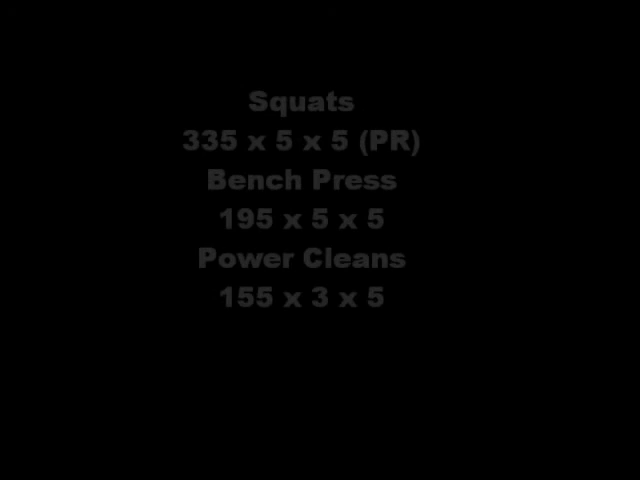 Squats
335 x 5 x 5 (PR)
Bench Press
195 x 5 x 5
Power Cleans
155 x 3 x 5